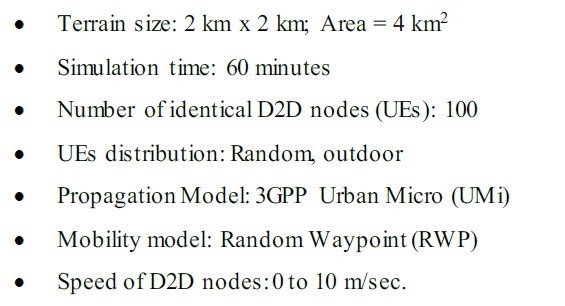 • Terrain size: 2 km x 2 km; Area = 4 km²
• Simulation time: 60 minutes
• Number of identical D2D nodes (UEs): 100
• UEs distribution: Random, outdoor
• Propagation Model: 3GPP Urban Micro (UMi)
• Mobility model: Random Waypoint (RWP)
• Speed of D2D nodes: 0 to 10 m/sec.